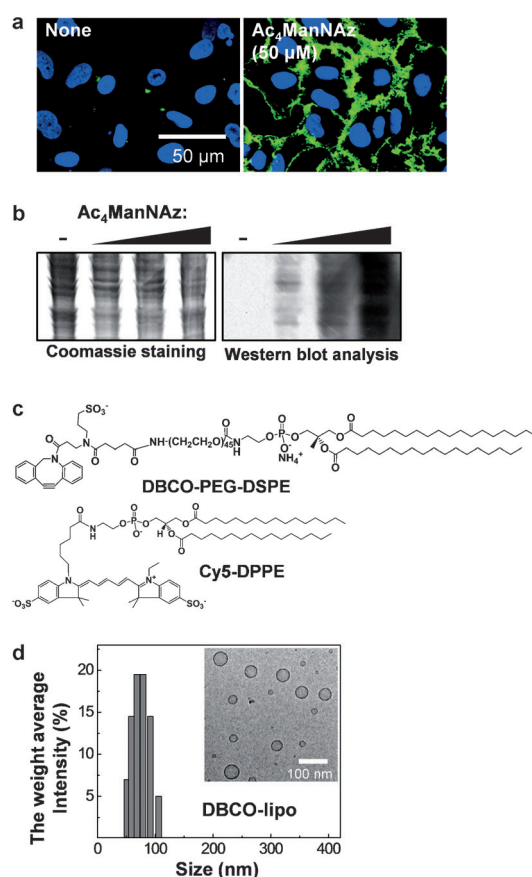 a
None
Ac₄ManNAz
(50 µM)
50 µm
b
Ac₄ManNAz:
- -
Coomassie staining Western blot analysis
c
SO₃⁻
O
N
O
NH-(CH₂CH₂O)₄₅
O
N
H
O
O
P
O
O⁻
NH₄⁺
O
O
O
O
DBCO-PEG-DSPE
O
N
H
O
O
P
O
O⁻
H
O
O
O
O
Cy5-DPPE
N
N⁺
⁻O₃S
SO₃⁻
d
The weight average
Intensity (%)
20
15
10
5
100 nm
DBCO-lipo
0 100 200 300 400
Size (nm)